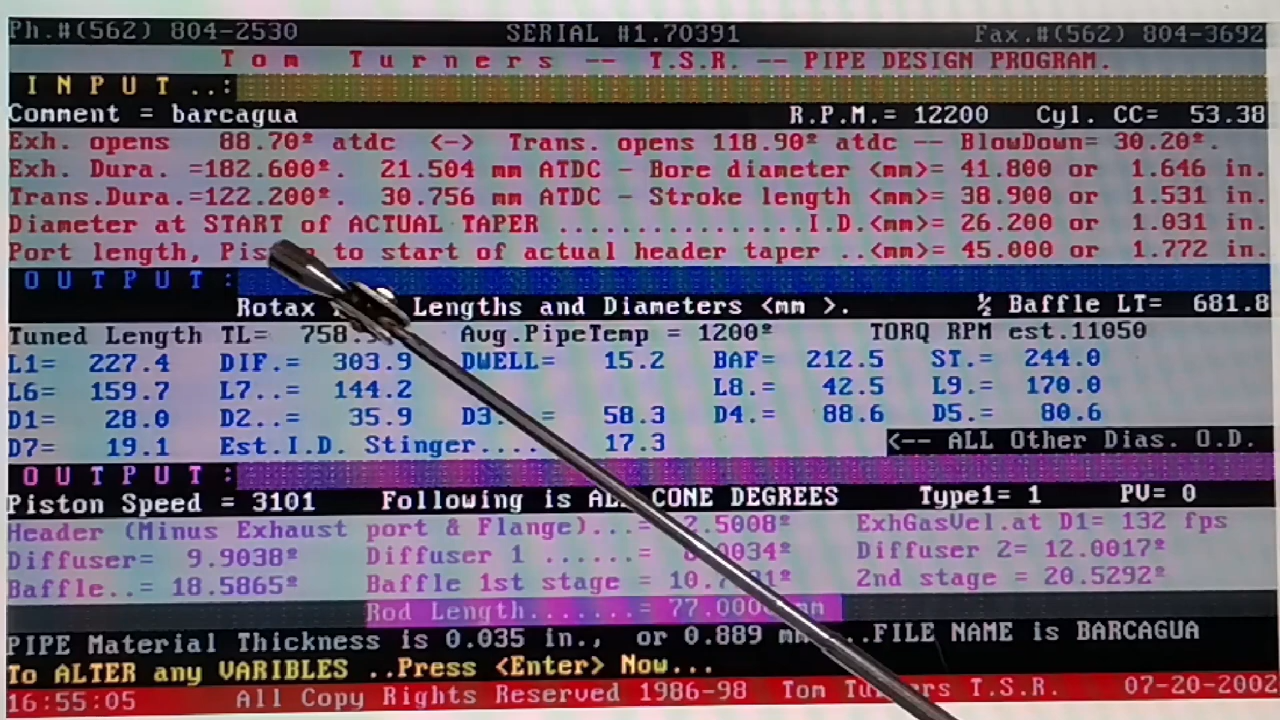 Ph.#(562) 804-2530 SERIAL #1.70391 Fax.#(562) 804-3692
Tom Turners -- T.S.R. -- PIPE DESIGN PROGRAM.
INPUT..:
Comment = barcagua R.P.M.= 12200 Cyl. CC= 53.38
Exh. opens 88.70º atdc <-> Trans. opens 118.90º atdc -- BlowDown= 30.20º.
Exh. Dura. =182.600º. 21.504 mm ATDC - Bore diameter <mm>= 41.800 or 1.646 in.
Trans.Dura.=122.200º. 30.756 mm ATDC - Stroke length <mm>= 38.900 or 1.531 in.
Diameter at START of ACTUAL TAPER ................I.D.<mm>= 26.200 or 1.031 in.
Port length, to start of actual header taper ..<mm>= 45.000 or 1.772 in.
OUTPUT:
Rotax Lengths and Diameters <mm >. ½ Baffle LT= 681.8
Tuned Length TL= Avg.PipeTemp = 1200º TORQ RPM est.11050
L1= 227.4 DIF.= 303.9 DWELL= 15.2 BAF= 212.5 ST.= 244.0
L6= 159.7 L7..= 144.2 L8.= 42.5 L9.= 170.0
D1= 28.0 D2..= 35.9 D3. = 58.3 D4.= 88.6 D5.= 80.6
D7= 19.1 Est.I.D. Stinger.... 17.3 <-- ALL Other Dias. O.D.
OUTPUT:
Piston Speed = 3101 Following is ALL CONE DEGREES Type1= 1 PV= 0
Header (Minus Exhaust port & Flange)...= ExhGasVel.at D1= 132 fps
Diffuser= 9.9038º Diffuser 1 ......= Diffuser 2= 12.0017º
Baffle..= 18.5865º Baffle 1st stage = 2nd stage = 20.5292º
Rod Length.......= mm
PIPE Material Thickness is 0.035 in., or 0.889 ...FILE NAME is BARCAGUA
To ALTER any VARIBLES ..Press <Enter> Now...
16:55:05 All Copy Rights Reserved 1986-98 Tom Turners T.S.R. 07-20-2002